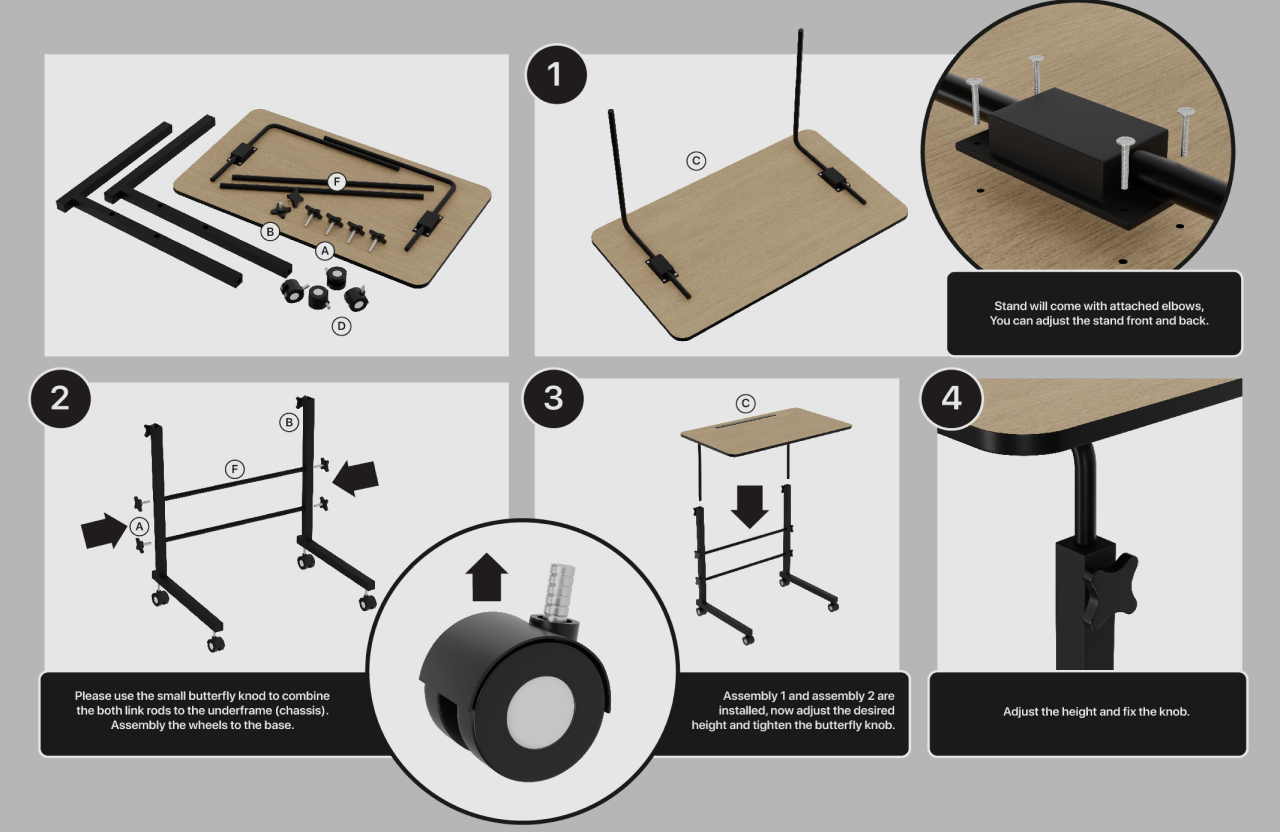 F
B
A
D
1
C
Stand will come with attached elbows,
You can adjust the stand front and back.
2
B
F
A
Please use the small butterfly knod to combine
the both link rods to the underframe (chassis).
Assembly the wheels to the base.
3
C
Assembly 1 and assembly 2 are
installed, now adjust the desired
height and tighten the butterfly knob.
4
Adjust the height and fix the knob.